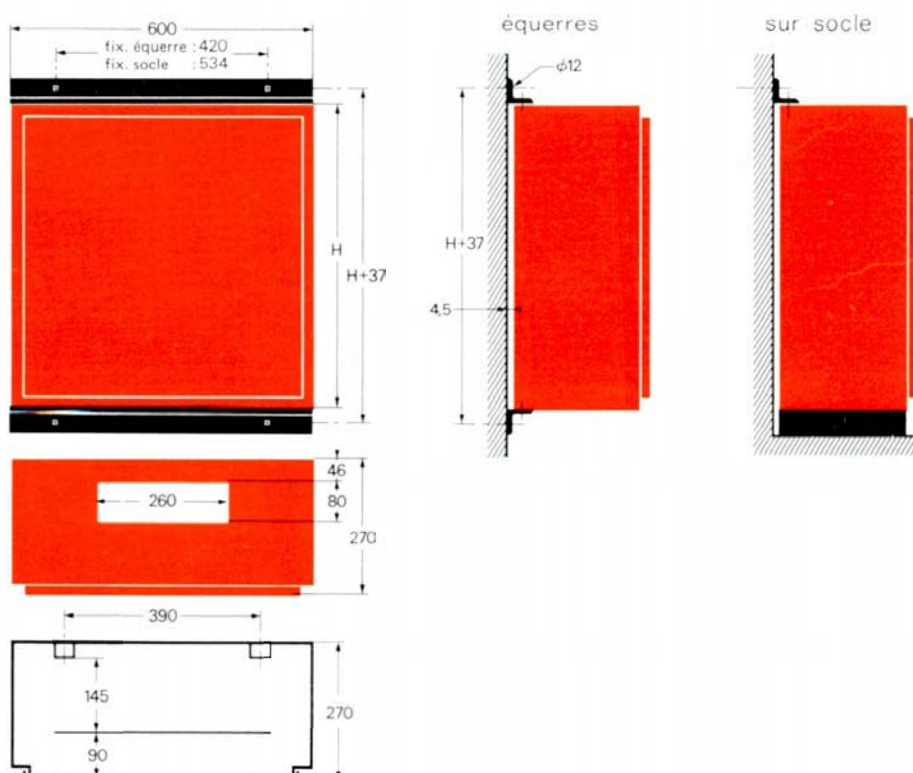 600
fix. équerre : 420
fix. socle : 534
H
H+37
46
260
80
270
390
145
270
90
équerres
ø12
H+37
4,5
sur socle